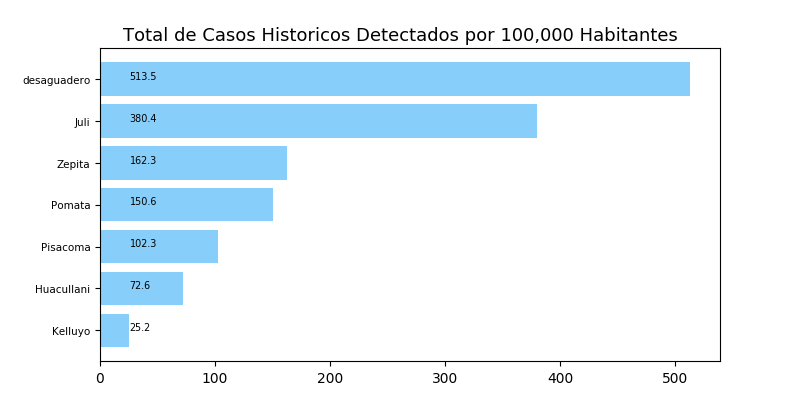 Total de Casos Historicos Detectados por 100,000 Habitantes
desaguadero 513.5
Juli 380.4
Zepita 162.3
Pomata 150.6
Pisacoma 102.3
Huacullani 72.6
Kelluyo 25.2
0 100 200 300 400 500